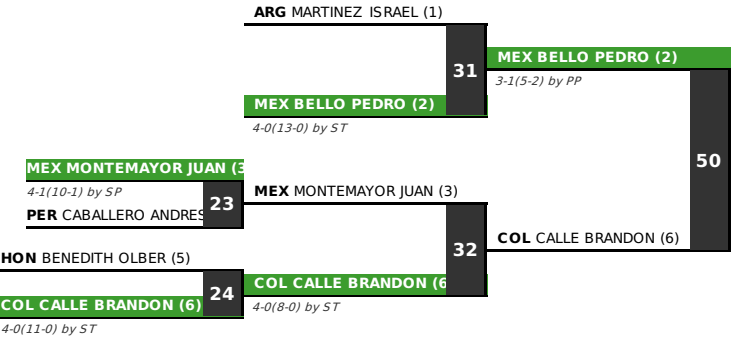 ARG MARTINEZ ISRAEL (1)
31
MEX BELLO PEDRO (2)
3-1(5-2) by PP
MEX BELLO PEDRO (2)
4-0(13-0) by ST
50
MEX MONTEMAYOR JUAN (3
4-1(10-1) by SP
23
PER CABALLERO ANDRES
MEX MONTEMAYOR JUAN (3)
32
COL CALLE BRANDON (6)
HON BENEDITH OLBER (5)
24
COL CALLE BRANDON (6)
4-0(11-0) by ST
COL CALLE BRANDON (6
4-0(8-0) by ST